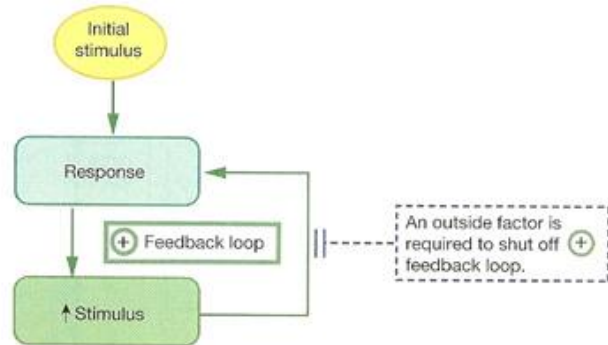 Initial
stimulus
Response
+ Feedback loop
↑ Stimulus
An outside factor is
required to shut off +
feedback loop.